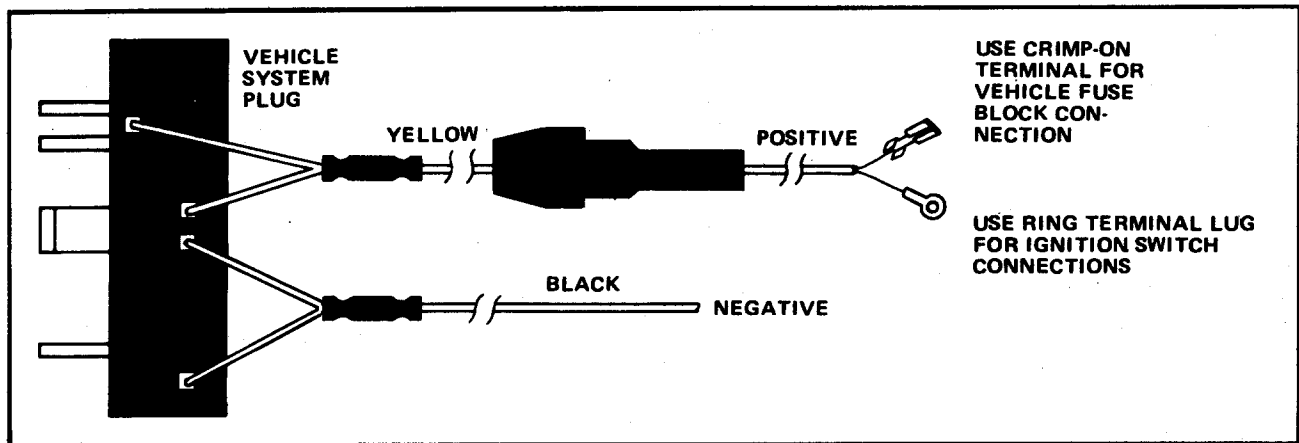 VEHICLE
SYSTEM
PLUG
YELLOW
POSITIVE
USE CRIMP-ON
TERMINAL FOR
VEHICLE FUSE
BLOCK CON-
NECTION
USE RING TERMINAL LUG
FOR IGNITION SWITCH
CONNECTIONS
BLACK
NEGATIVE